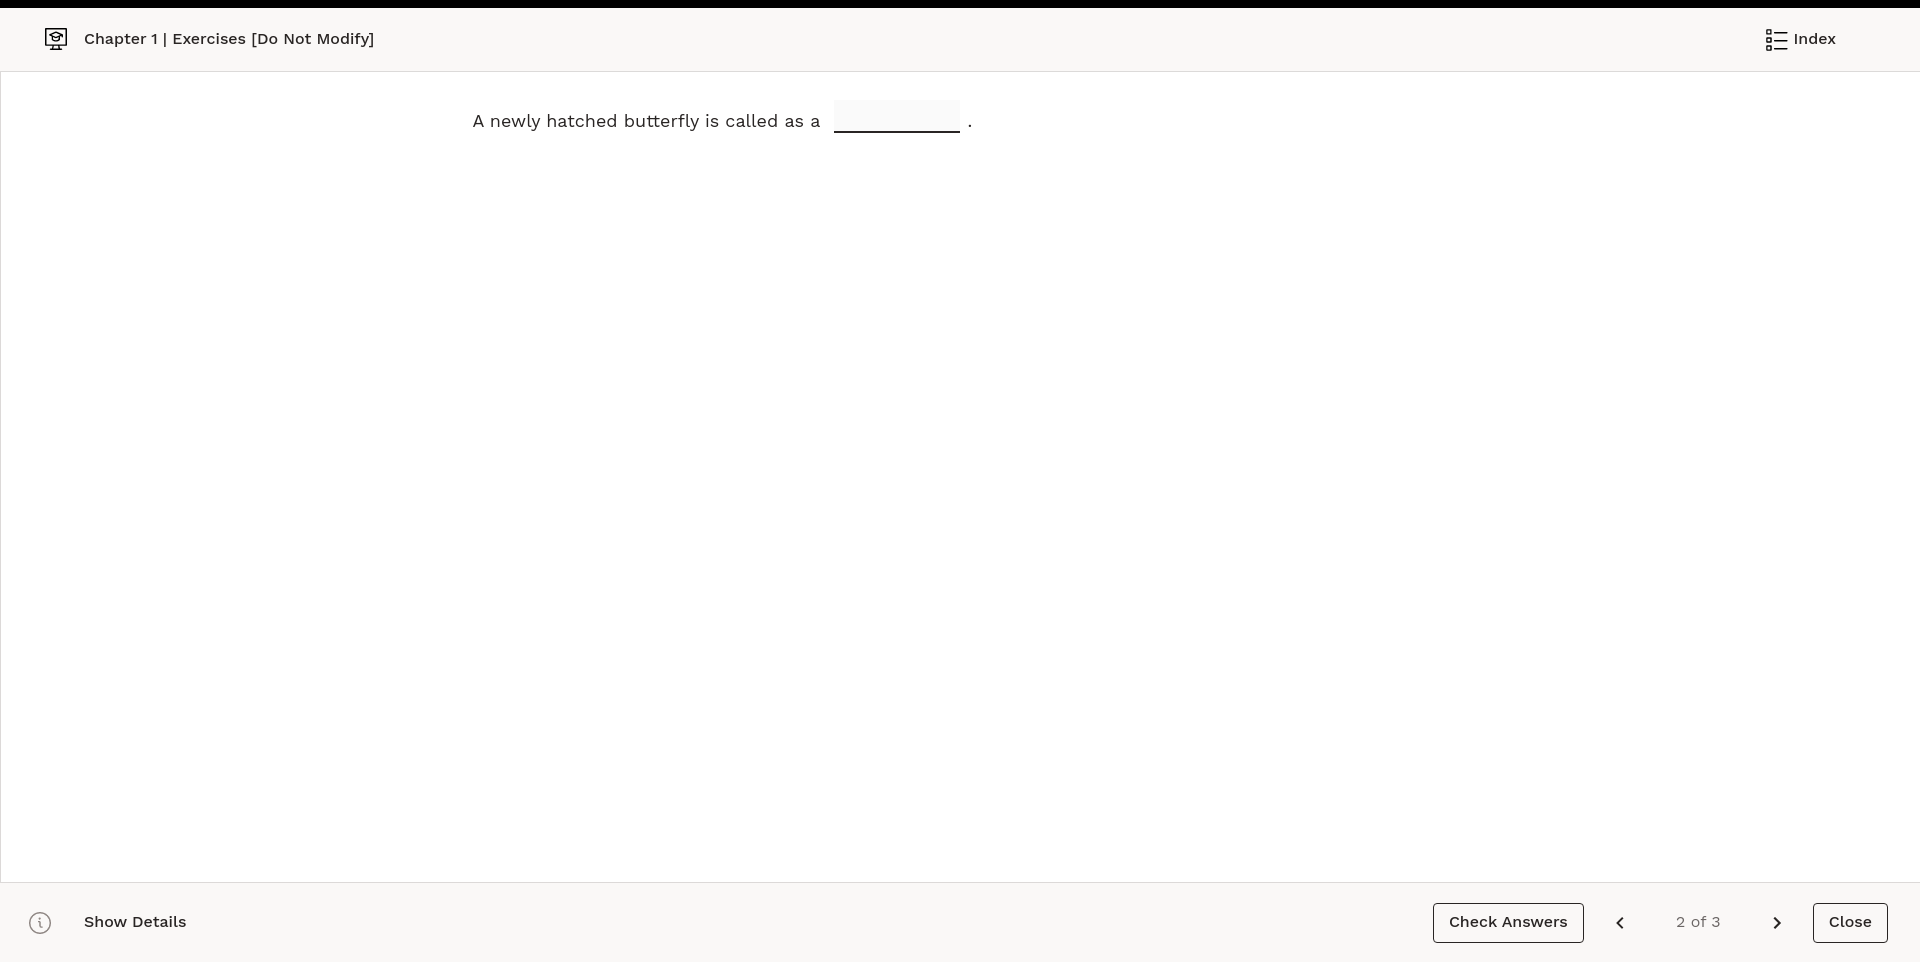 Chapter 1 | Exercises [Do Not Modify]
Index
A newly hatched butterfly is called as a .
Show Details
Check Answers
2 of 3
Close